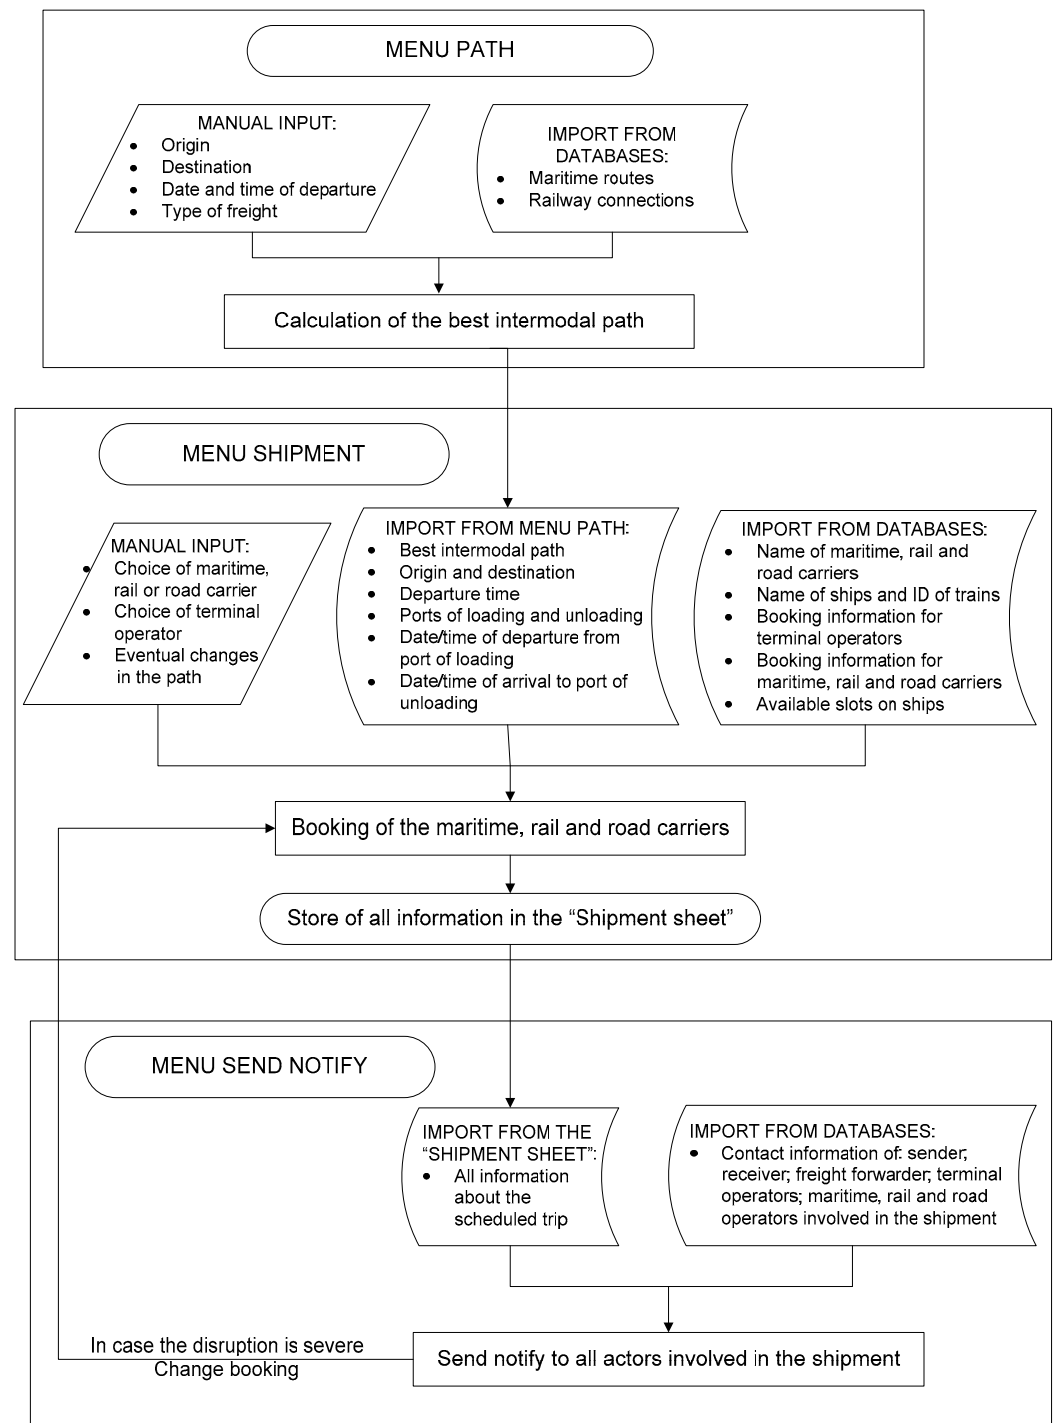 MENU PATH
MANUAL INPUT:
• Origin
• Destination
• Date and time of departure
• Type of freight
IMPORT FROM
DATABASES:
• Maritime routes
• Railway connections
Calculation of the best intermodal path
MENU SHIPMENT
MANUAL INPUT:
• Choice of maritime,
rail or road carrier
• Choice of terminal
operator
• Eventual changes
in the path
IMPORT FROM MENU PATH:
• Best intermodal path
• Origin and destination
• Departure time
• Ports of loading and unloading
• Date/time of departure from
port of loading
• Date/time of arrival to port of
unloading
IMPORT FROM DATABASES:
• Name of maritime, rail and
road carriers
• Name of ships and ID of trains
• Booking information for
terminal operators
• Booking information for
maritime, rail and road carriers
• Available slots on ships
Booking of the maritime, rail and road carriers
Store of all information in the “Shipment sheet”
MENU SEND NOTIFY
IMPORT FROM THE
“SHIPMENT SHEET”:
• All information
about the
scheduled trip
IMPORT FROM DATABASES:
• Contact information of: sender;
receiver; freight forwarder; terminal
operators; maritime, rail and road
operators involved in the shipment
In case the disruption is severe
Change booking
Send notify to all actors involved in the shipment